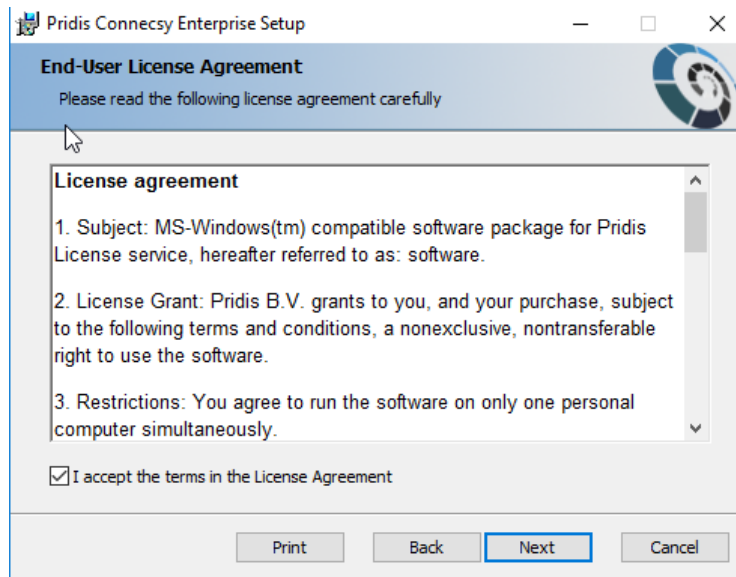 Pridis Connecsy Enterprise Setup
End-User License Agreement
Please read the following license agreement carefully
License agreement
1. Subject: MS-Windows(tm) compatible software package for Pridis
License service, hereafter referred to as: software.
2. License Grant: Pridis B.V. grants to you, and your purchase, subject
to the following terms and conditions, a nonexclusive, nontransferable
right to use the software.
3. Restrictions: You agree to run the software on only one personal
computer simultaneously.
I accept the terms in the License Agreement
Print Back Next Cancel